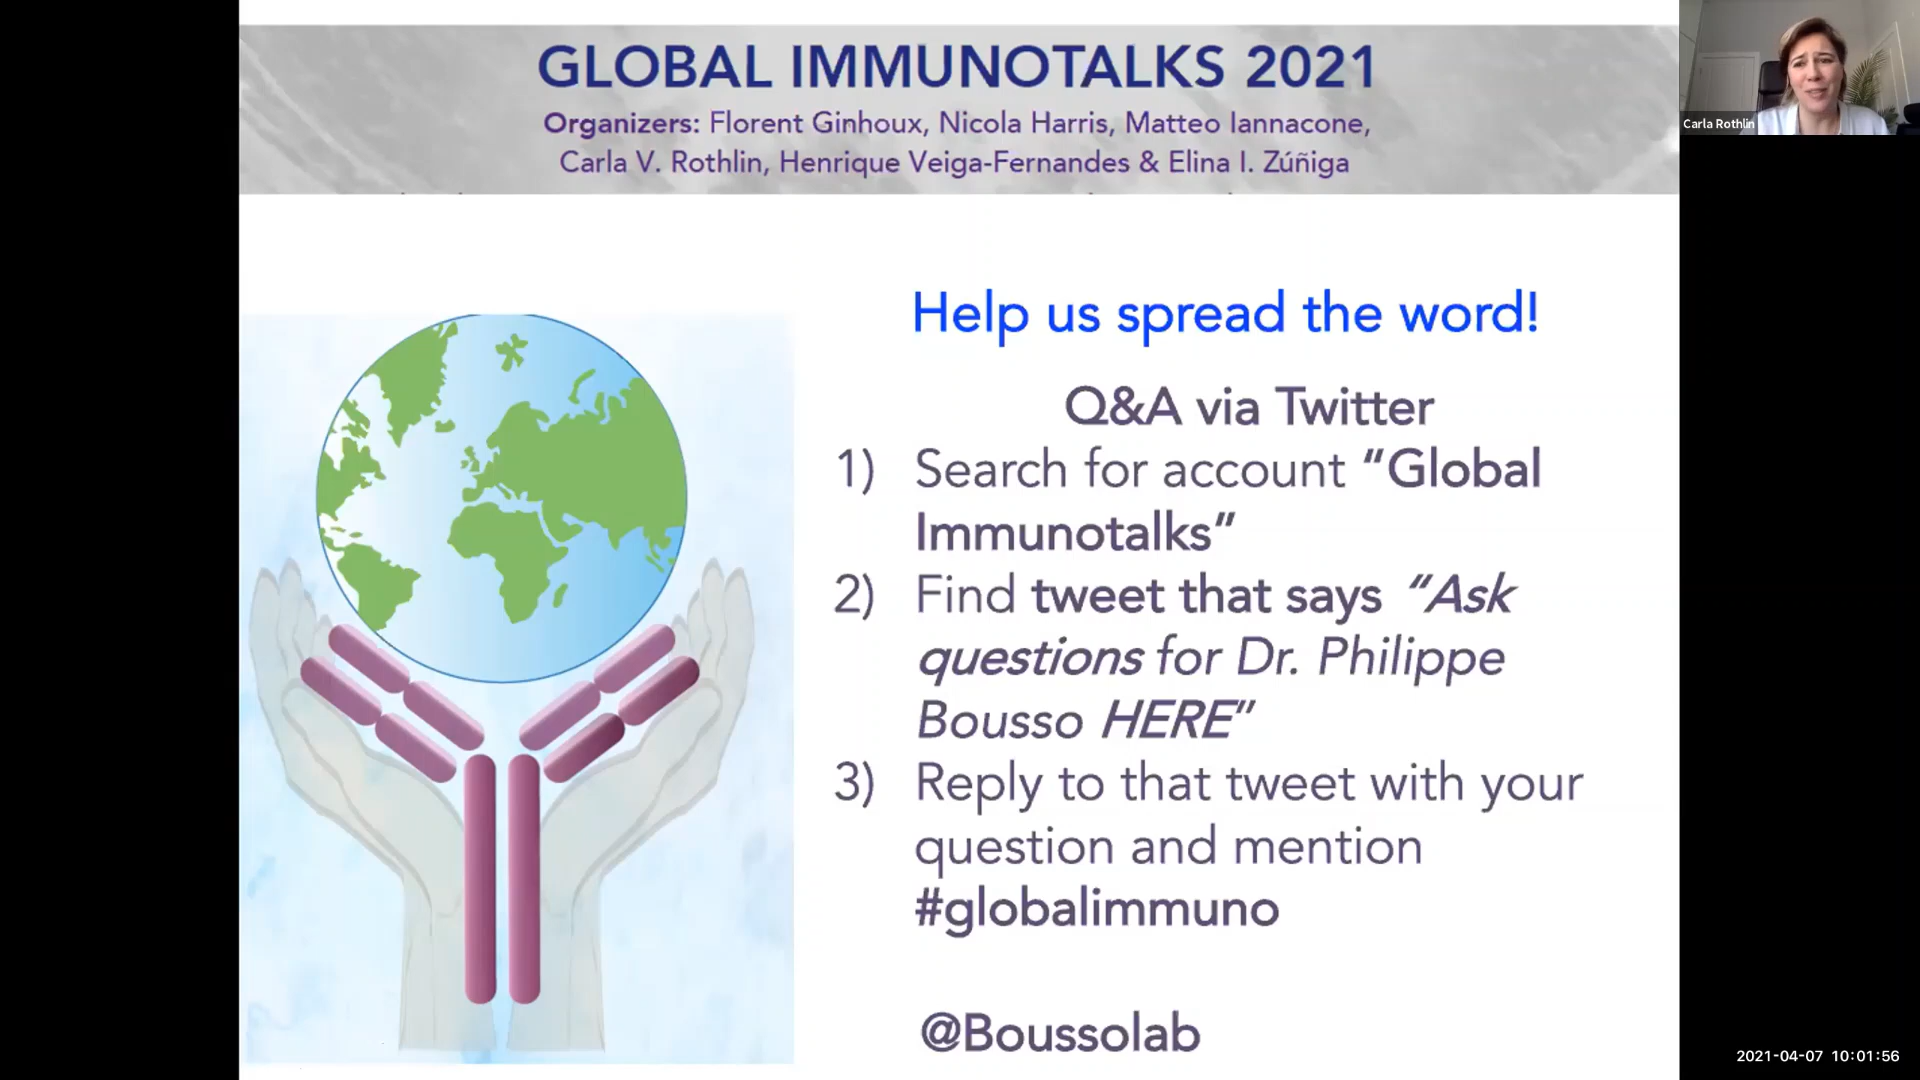 GLOBAL IMMUNOTALKS 2021
Organizers: Florent Ginhoux, Nicola Harris, Matteo Iannacone,
Carla V. Rothlin, Henrique Veiga-Fernandes & Elina I. Zúñiga
Carla Rothlin
Help us spread the word!
Q&A via Twitter
1) Search for account “Global
Immunotalks”
2) Find tweet that says “Ask
questions for Dr. Philippe
Bousso HERE”
3) Reply to that tweet with your
question and mention
#globalimmuno
@Boussolab
2021-04-07 10:01:56